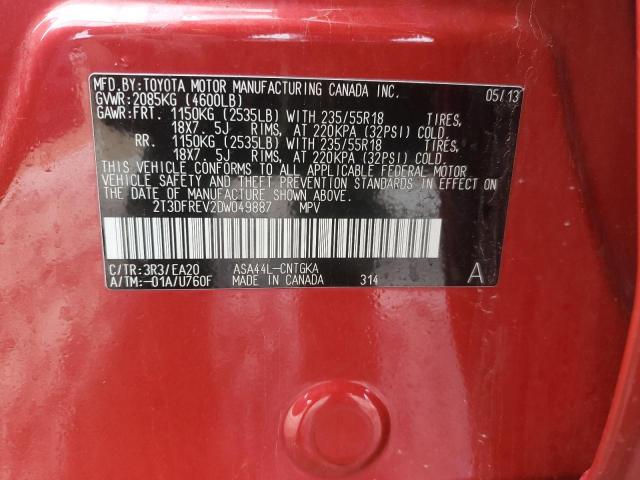 MFD. BY: TOYOTA MOTOR MANUFACTURING CANADA INC. 05/13
GVWR: 2085KG (4600LB)
GAWR: FRT. 1150KG (2535LB) WITH 235/55R18 TIRES,
18X7. 5J RIMS, AT 220KPA (32PSI) COLD.
RR. 1150KG (2535LB) WITH 235/55R18 TIRES,
18X7. 5J RIMS, AT 220KPA (32PSI) COLD.
THIS VEHICLE CONFORMS TO ALL APPLICABLE FEDERAL MOTOR
VEHICLE SAFETY AND THEFT PREVENTION STANDARDS IN EFFECT ON
THE DATE OF MANUFACTURE SHOWN ABOVE.
2T3DFREV2DW049887 MPV
C/TR: 3R3/EA20 ASA44L-CNTGKA A
A/TM: -01A/U760F MADE IN CANADA 314